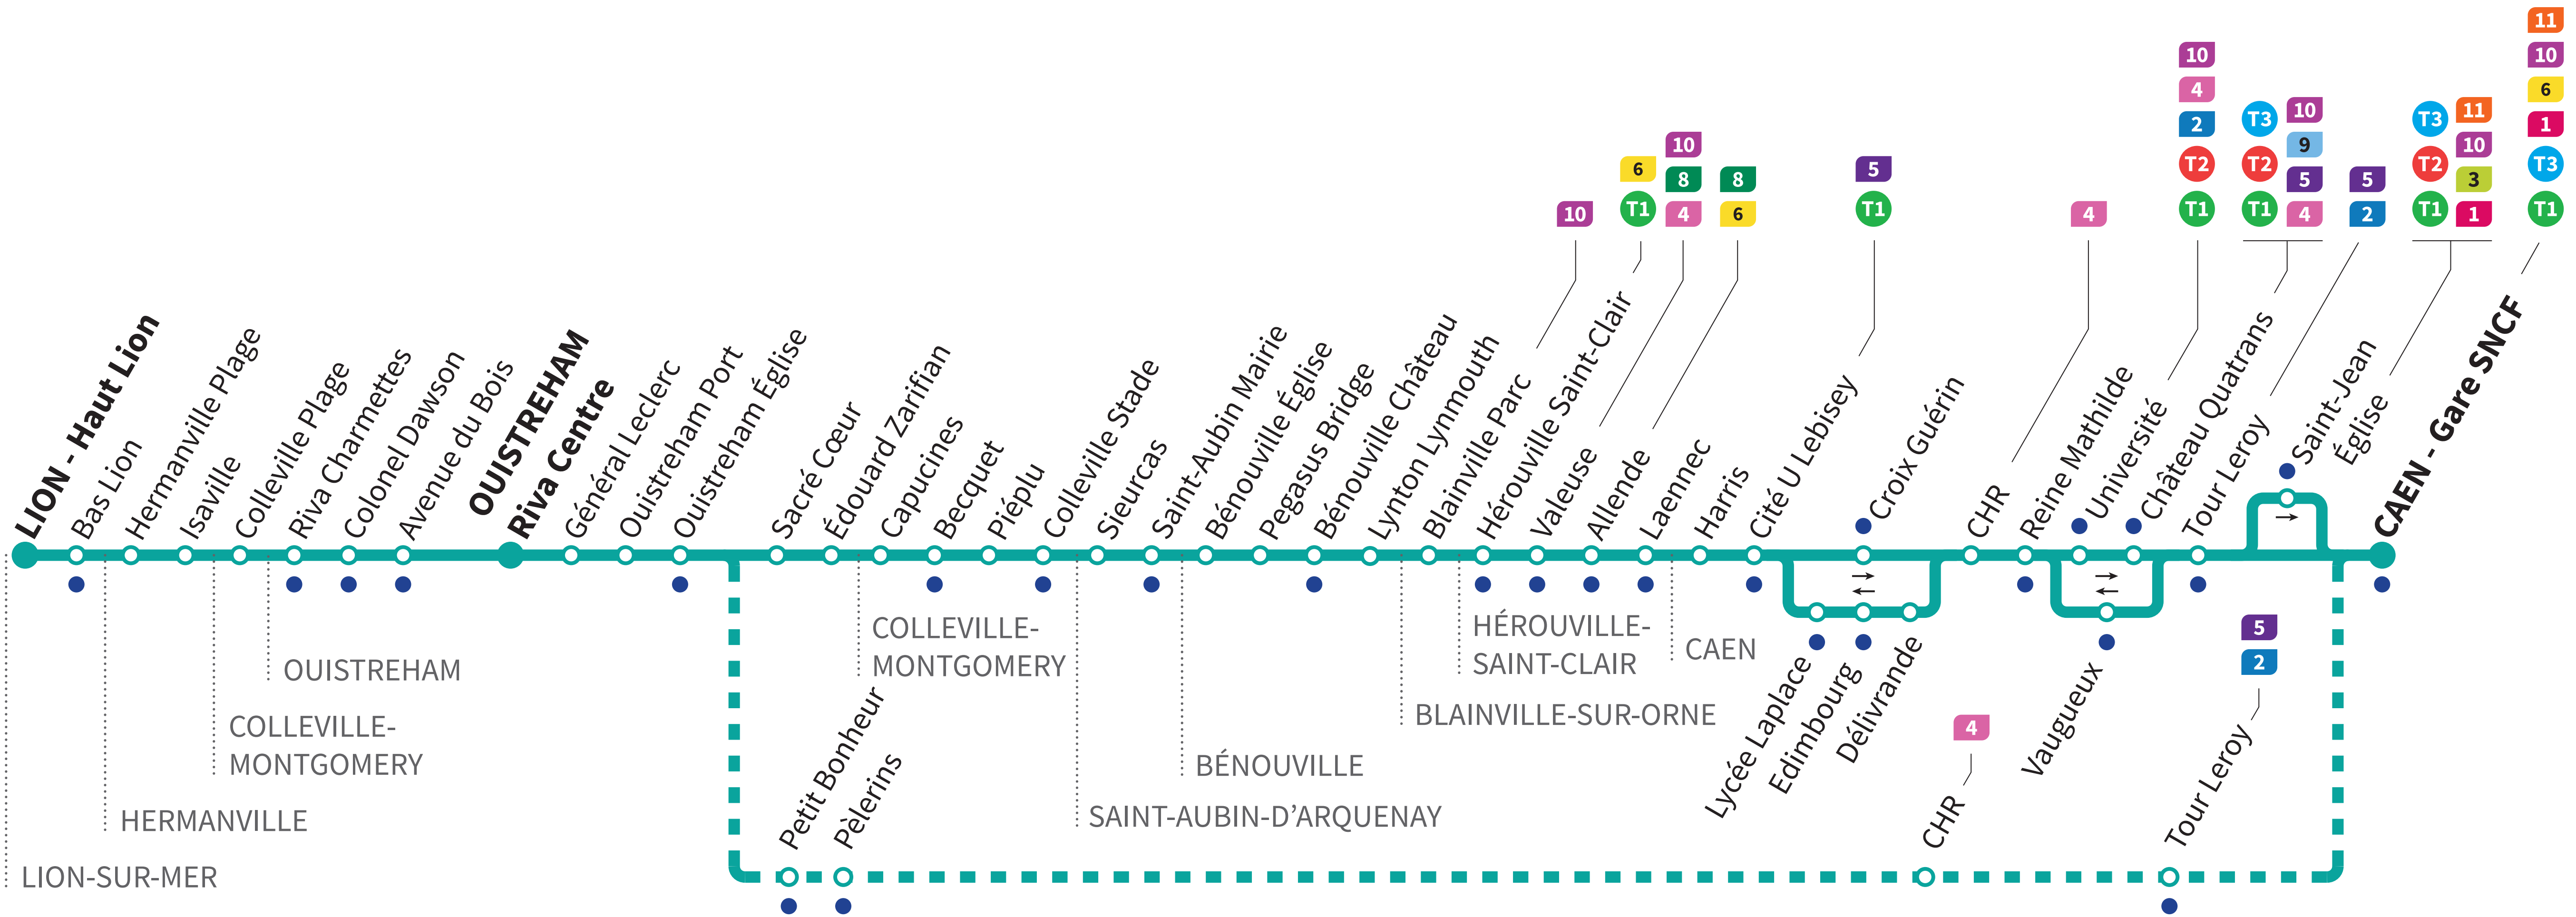 11
10
6
1
T3
T1
10
4
2
T2
T1
T3
T2
T1
10
9
5
4
5
2
T3
T2
T1
11
10
3
1
10
6
T1
10
8
4
8
6
5
T1
4
LION - Haut Lion
Bas Lion
Hermanville Plage
Isaville
Colleville Plage
Riva Charmettes
Colonel Dawson
Avenue du Bois
OUISTREHAM
Riva Centre
Général Leclerc
Ouistreham Port
Ouistreham Église
Sacré Cœur
Édouard Zarifian
Capucines
Becquet
Piéplu
Colleville Stade
Sieurcas
Saint-Aubin Mairie
Bénouville Église
Pegasus Bridge
Bénouville Château
Lynton Lynmouth
Blainville Parc
Hérouville Saint-Clair
Valeuse
Allende
Laennec
Harris
Cité U Lebisey
Croix Guérin
CHR
Reine Mathilde
Université
Château Quatrans
Tour Leroy
Saint-Jean
Église
CAEN - Gare SNCF
Lycée Laplace
Edimbourg
Délivrande
Vaugueux
5
2
4
Petit Bonheur
Pèlerins
CHR
Tour Leroy
LION-SUR-MER
HERMANVILLE
COLLEVILLE-
MONTGOMERY
OUISTREHAM
COLLEVILLE-
MONTGOMERY
SAINT-AUBIN-D'ARQUENAY
BÉNOUVILLE
BLAINVILLE-SUR-ORNE
HÉROUVILLE-
SAINT-CLAIR
CAEN